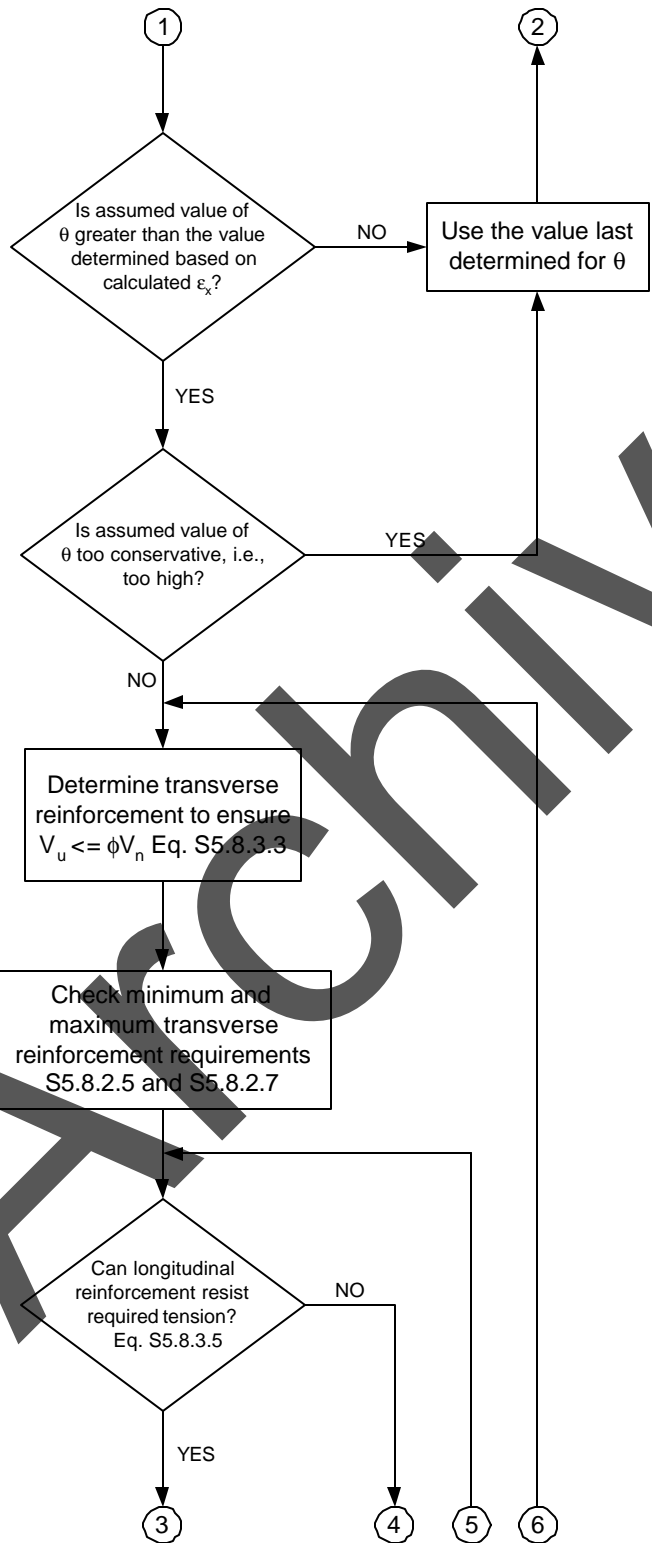 1
2
Is assumed value of
θ greater than the value
determined based on
calculated εx?
NO
Use the value last
determined for θ
YES
Is assumed value of
θ too conservative, i.e.,
too high?
YES
NO
Determine transverse
reinforcement to ensure
Vu <= ϕVn Eq. S5.8.3.3
Check minimum and
maximum transverse
reinforcement requirements
S5.8.2.5 and S5.8.2.7
Can longitudinal
reinforcement resist
required tension?
Eq. S5.8.3.5
NO
YES
3
4
5
6